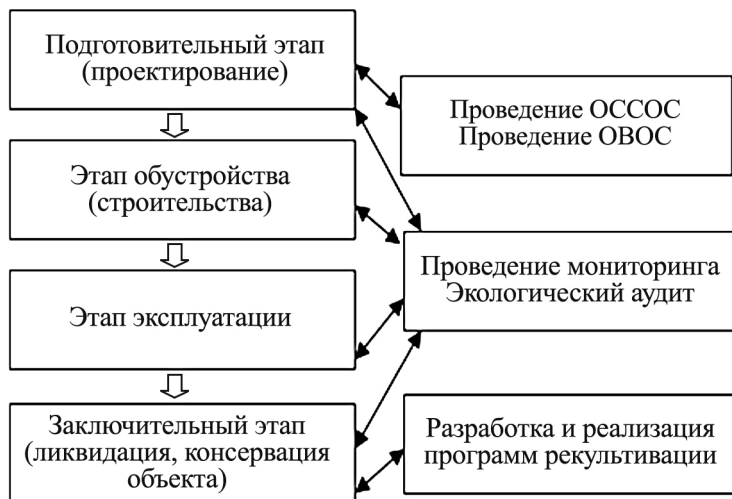 Подготовительный этап
(проектирование)
Проведение ОССОС
Проведение ОВОС
Этап обустройства
(строительства)
Проведение мониторинга
Экологический аудит
Этап эксплуатации
Заключительный этап
(ликвидация, консервация
объекта)
Разработка и реализация
программ рекультивации